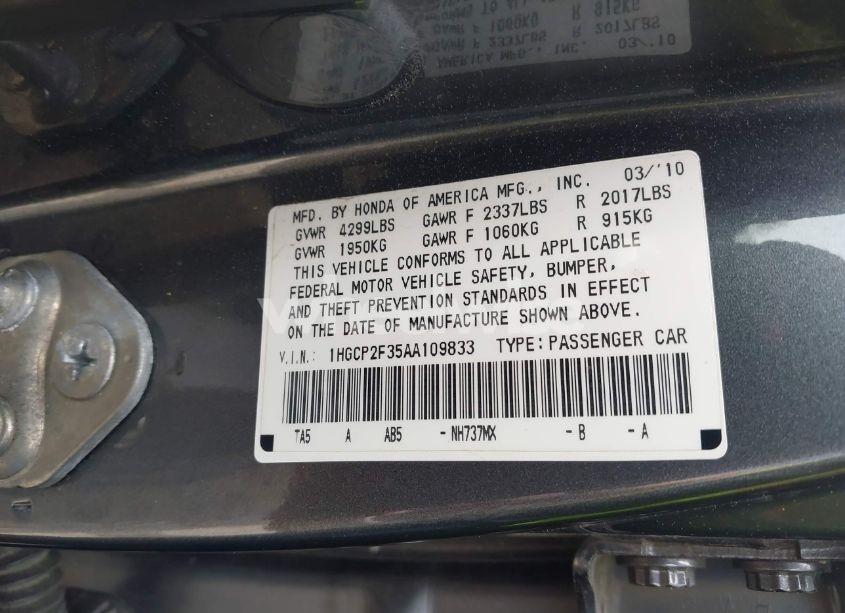 MFD. BY HONDA OF AMERICA MFG., INC. 03/'10
GVWR 4299LBS GAWR F 2337LBS R 2017LBS
GVWR 1950KG GAWR F 1060KG R 915KG
THIS VEHICLE CONFORMS TO ALL APPLICABLE
FEDERAL MOTOR VEHICLE SAFETY, BUMPER,
AND THEFT PREVENTION STANDARDS IN EFFECT
ON THE DATE OF MANUFACTURE SHOWN ABOVE.
V.I.N.: 1HGCP2F35AA109833 TYPE: PASSENGER CAR
TA5 A AB5 - NH737MX - B - A